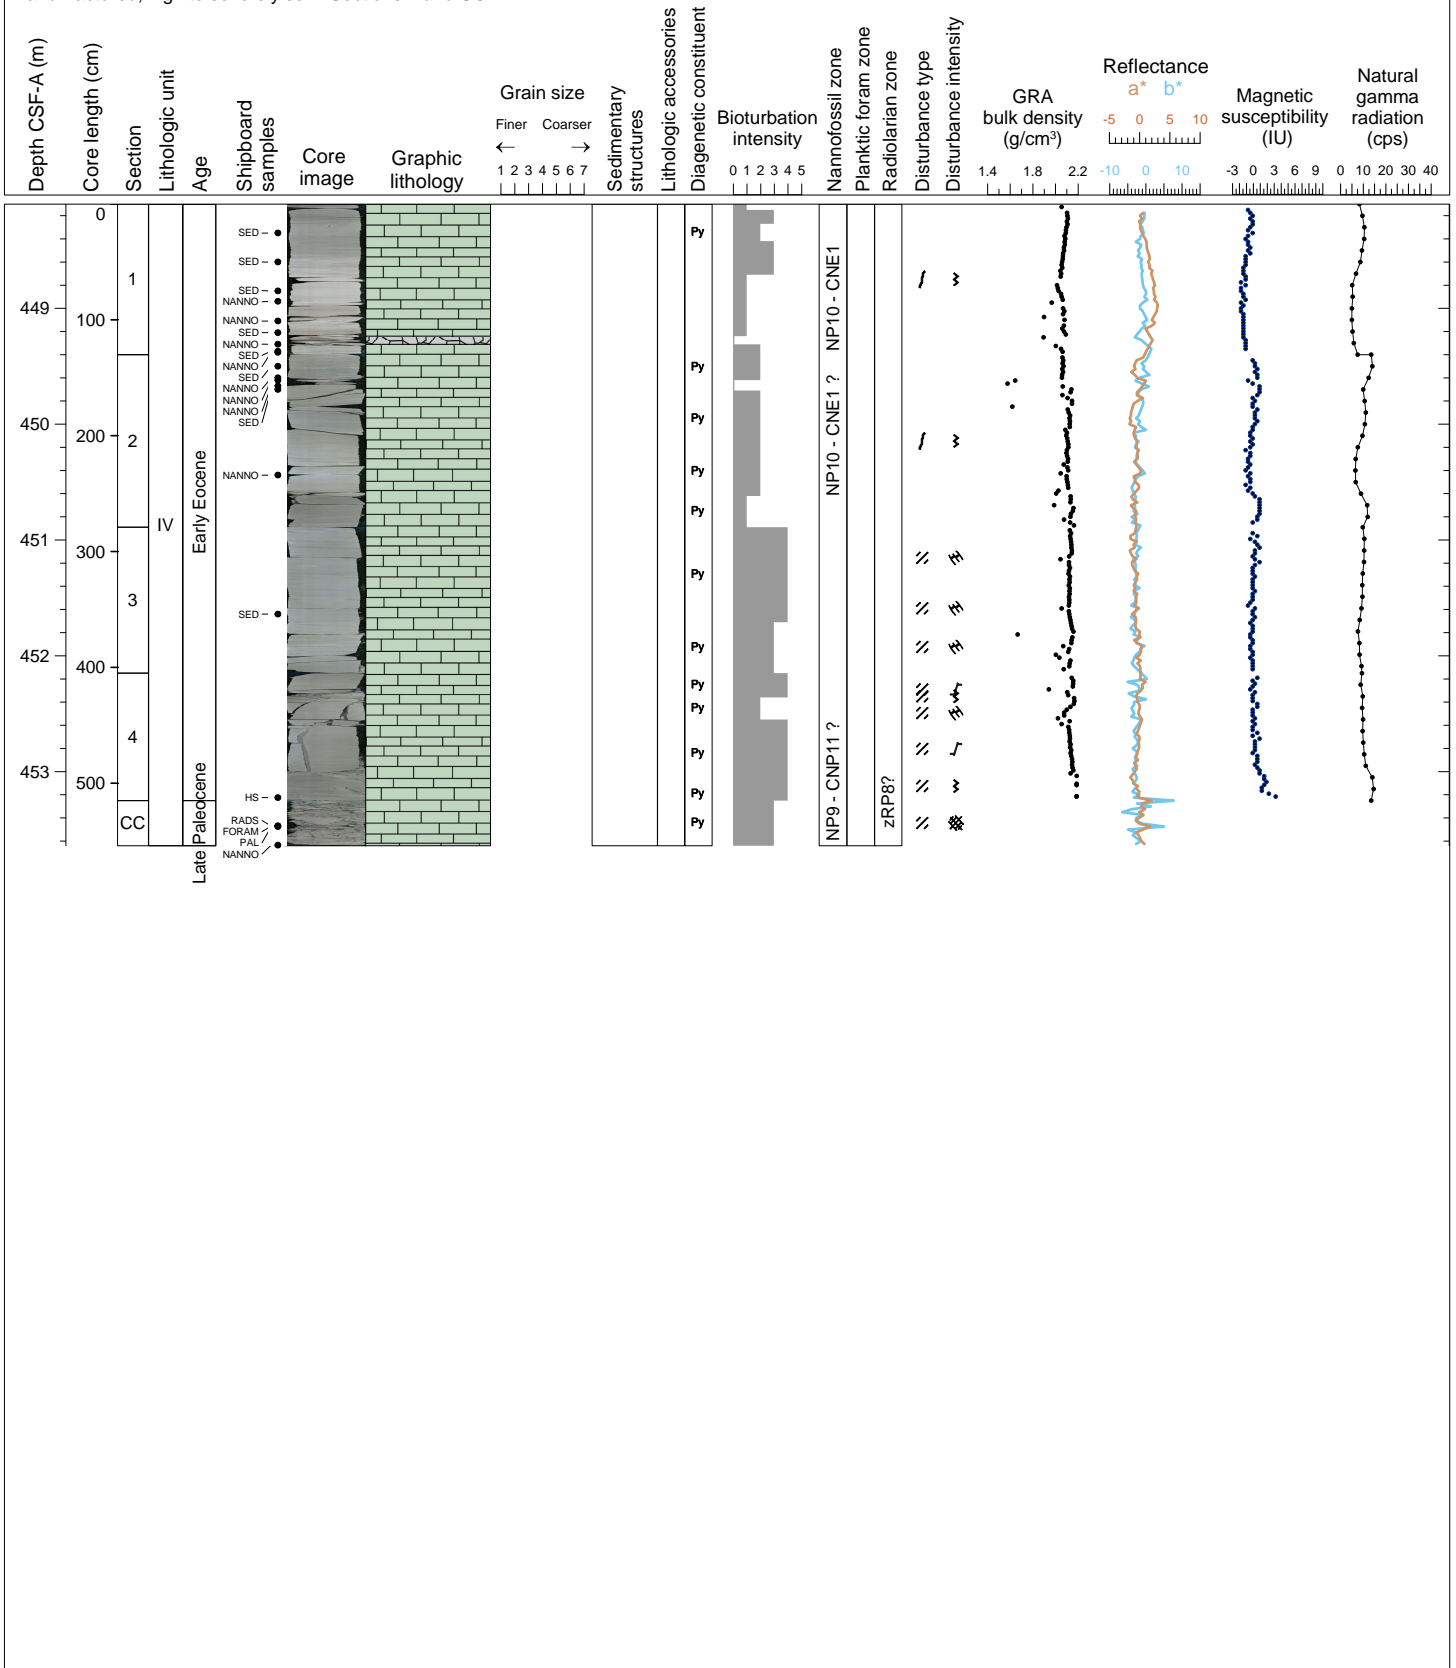 Depth CSF-A (m)
Core length (cm)
Section
Lithologic unit
Age
Shipboard
samples
Core
image
Graphic
lithology
Grain size
Finer Coarser
← →
1 2 3 4 5 6 7
Sedimentary
structures
Lithologic accessories
Diagenetic constituent
Bioturbation
intensity
0 1 2 3 4 5
Nannofossil zone
Planktic foram zone
Radiolarian zone
Disturbance type
Disturbance intensity
GRA
bulk density
(g/cm³)
1.4 1.8 2.2
Reflectance
a* b*
-5 0 5 10
-10 0 10
Magnetic
susceptibility
(IU)
-3 0 3 6 9
Natural
gamma
radiation
(cps)
0 10 20 30 40
449
450
451
452
453
0
100
200
300
400
500
1
2
3
4
CC
IV
Early Eocene
Late Paleocene
SED
SED
SED
NANNO
NANNO
SED
NANNO
SED
NANNO
SED
NANNO
NANNO
NANNO
SED
NANNO
SED
HS
RADS
FORAM
PAL
NANNO
Py
Py
Py
Py
Py
Py
Py
Py
Py
Py
Py
Py
NP10 - CNE1
NP10 - CNE1 ?
NP9 - CNP11 ?
zRP8?